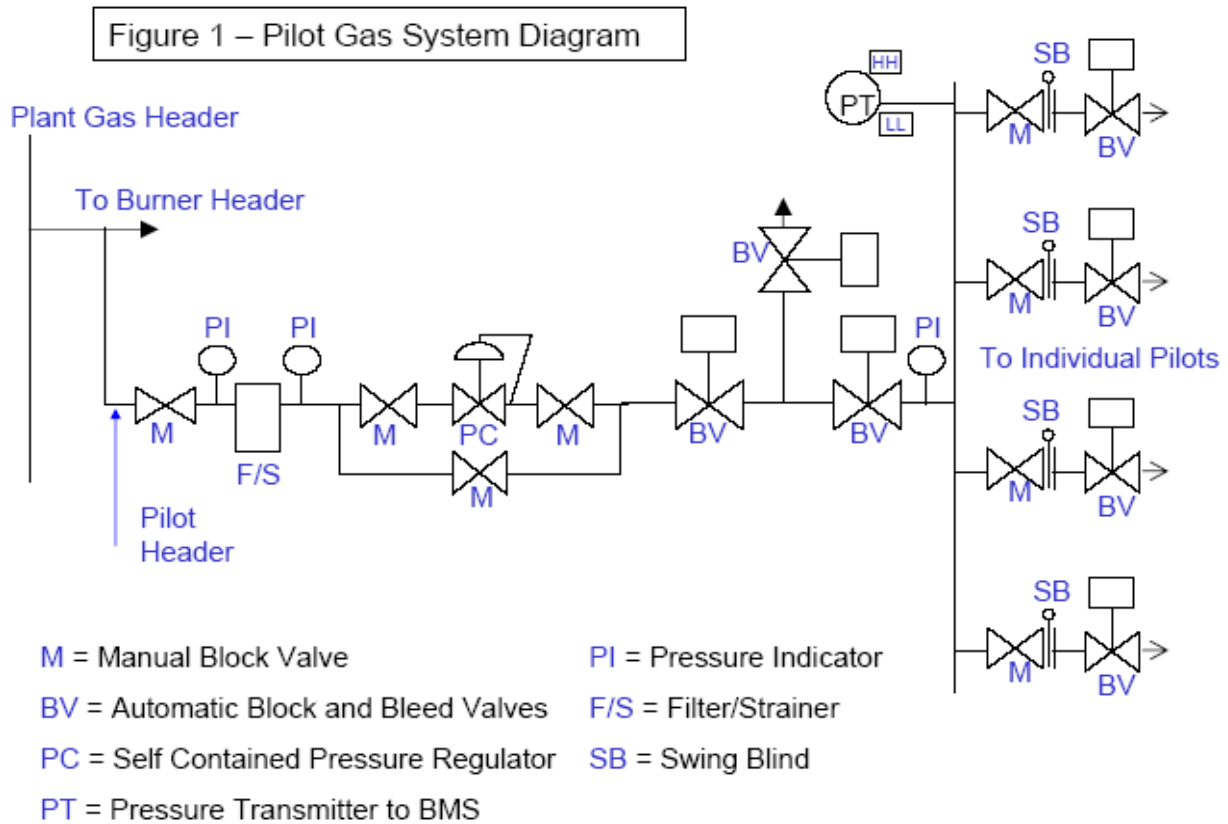 Figure 1 – Pilot Gas System Diagram
Plant Gas Header
To Burner Header
HH
PT
LL
SB
M
BV
SB
M
BV
BV
PI
PI
PI
To Individual Pilots
M
F/S
M
PC
M
M
BV
BV
SB
M
BV
Pilot
Header
SB
M
BV
M = Manual Block Valve
PI = Pressure Indicator
BV = Automatic Block and Bleed Valves
F/S = Filter/Strainer
PC = Self Contained Pressure Regulator
SB = Swing Blind
PT = Pressure Transmitter to BMS